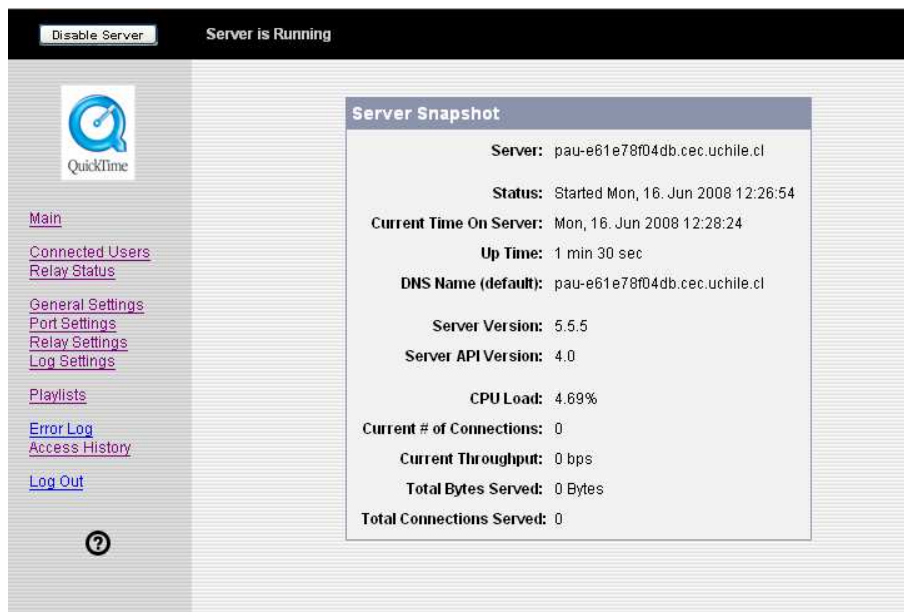 Disable Server
Server is Running
QuickTime
Main
Connected Users
Relay Status
General Settings
Port Settings
Relay Settings
Log Settings
Playlists
Error Log
Access History
Log Out
?
Server Snapshot
Server: pau-e61e78f04db.cec.uchile.cl
Status: Started Mon, 16. Jun 2008 12:26:54
Current Time On Server: Mon, 16. Jun 2008 12:28:24
Up Time: 1 min 30 sec
DNS Name (default): pau-e61e78f04db.cec.uchile.cl
Server Version: 5.5.5
Server API Version: 4.0
CPU Load: 4.69%
Current # of Connections: 0
Current Throughput: 0 bps
Total Bytes Served: 0 Bytes
Total Connections Served: 0